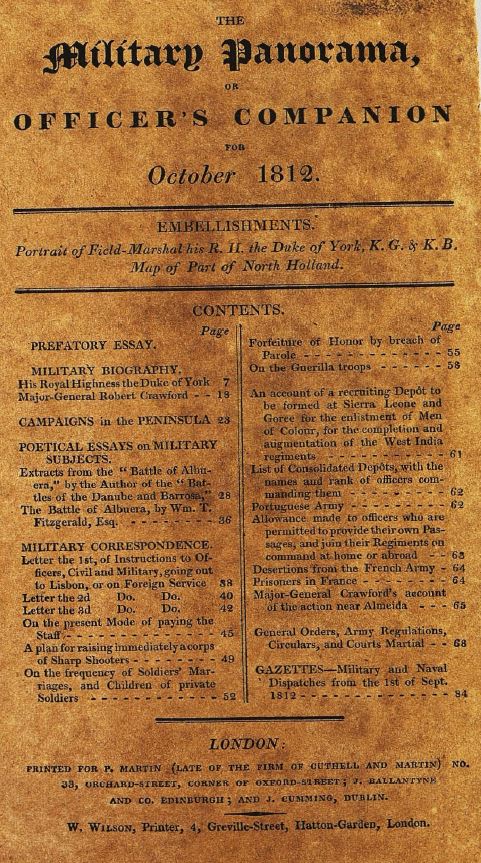 THE
Military Panorama,
OR
OFFICER'S COMPANION
FOR
October 1812.
EMBELLISHMENTS.
Portrait of Field-Marshal his R. H. the Duke of York, K. G. & K. B.
Map of Part of North Holland.
CONTENTS.
Page
PREFATORY ESSAY.
MILITARY BIOGRAPHY.
His Royal Highness the Duke of York 7
Major-General Robert Crawford - - 18
CAMPAIGNS in the PENINSULA 23
POETICAL ESSAYS on MILITARY
SUBJECTS.
Extracts from the "Battle of Albu-
era," by the Author of the "Bat-
tles of the Danube and Barrosa," 28
The Battle of Albuera, by Wm. T.
Fitzgerald, Esq. - - - - - - - - - 36
MILITARY CORRESPONDENCE.
Letter the 1st, of Instructions to Of-
ficers, Civil and Military, going out
to Lisbon, or on Foreign Service 38
Letter the 2d Do. Do. 40
Letter the 3d Do. Do. 42
On the present Mode of paying the
Staff - - - - - - - - - - - - - - - 45
A plan for raising immediately a corps
of Sharp Shooters - - - - - - - - 49
On the frequency of Soldiers' Mar-
riages, and Children of private
Soldiers - - - - - - - - - - - - - 52
Page
Forfeiture of Honor by breach of
Parole - - - - - - - - - - - - - - 55
On the Guerilla troops - - - - - - 58
An account of a recruiting Depôt to
be formed at Sierra Leone and
Goree for the enlistment of Men
of Colour, for the completion and
augmentation of the West India
regiments - - - - - - - - - - - - 61
List of Consolidated Depôts, with the
names and rank of officers com-
manding them - - - - - - - - - 62
Portuguese Army - - - - - - - - - 62
Allowance made to officers who are
permitted to provide their own Pas-
sages, and join their Regiments on
command at home or abroad - - - 63
Desertions from the French Army - 64
Prisoners in France - - - - - - - - 64
Major-General Crawford's account
of the action near Almeida - - - 65
General Orders, Army Regulations,
Circulars, and Courts Martial - - 68
GAZETTES—Military and Naval
Dispatches from the 1st of Sept.
1812 - - - - - - - - - - - - - - - 84
LONDON:
PRINTED FOR P. MARTIN (LATE OF THE FIRM OF CUTHELL AND MARTIN) NO.
33, ORCHARD-STREET, CORNER OF OXFORD-STREET; J. BALLANTYNE
AND CO. EDINBURGH; AND J. CUMMING, DUBLIN.
W. WILSON, Printer, 4, Greville-Street, Hatton-Garden, London.